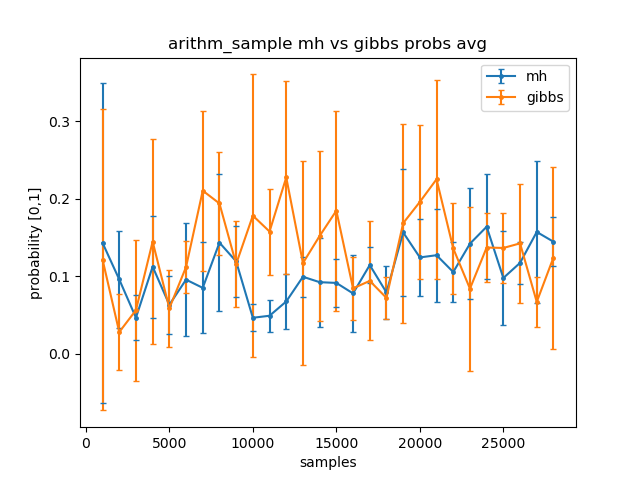 arithm_sample mh vs gibbs probs avg
mh
gibbs
probability [0,1]
0.3
0.2
0.1
0.0
0 5000 10000 15000 20000 25000
samples